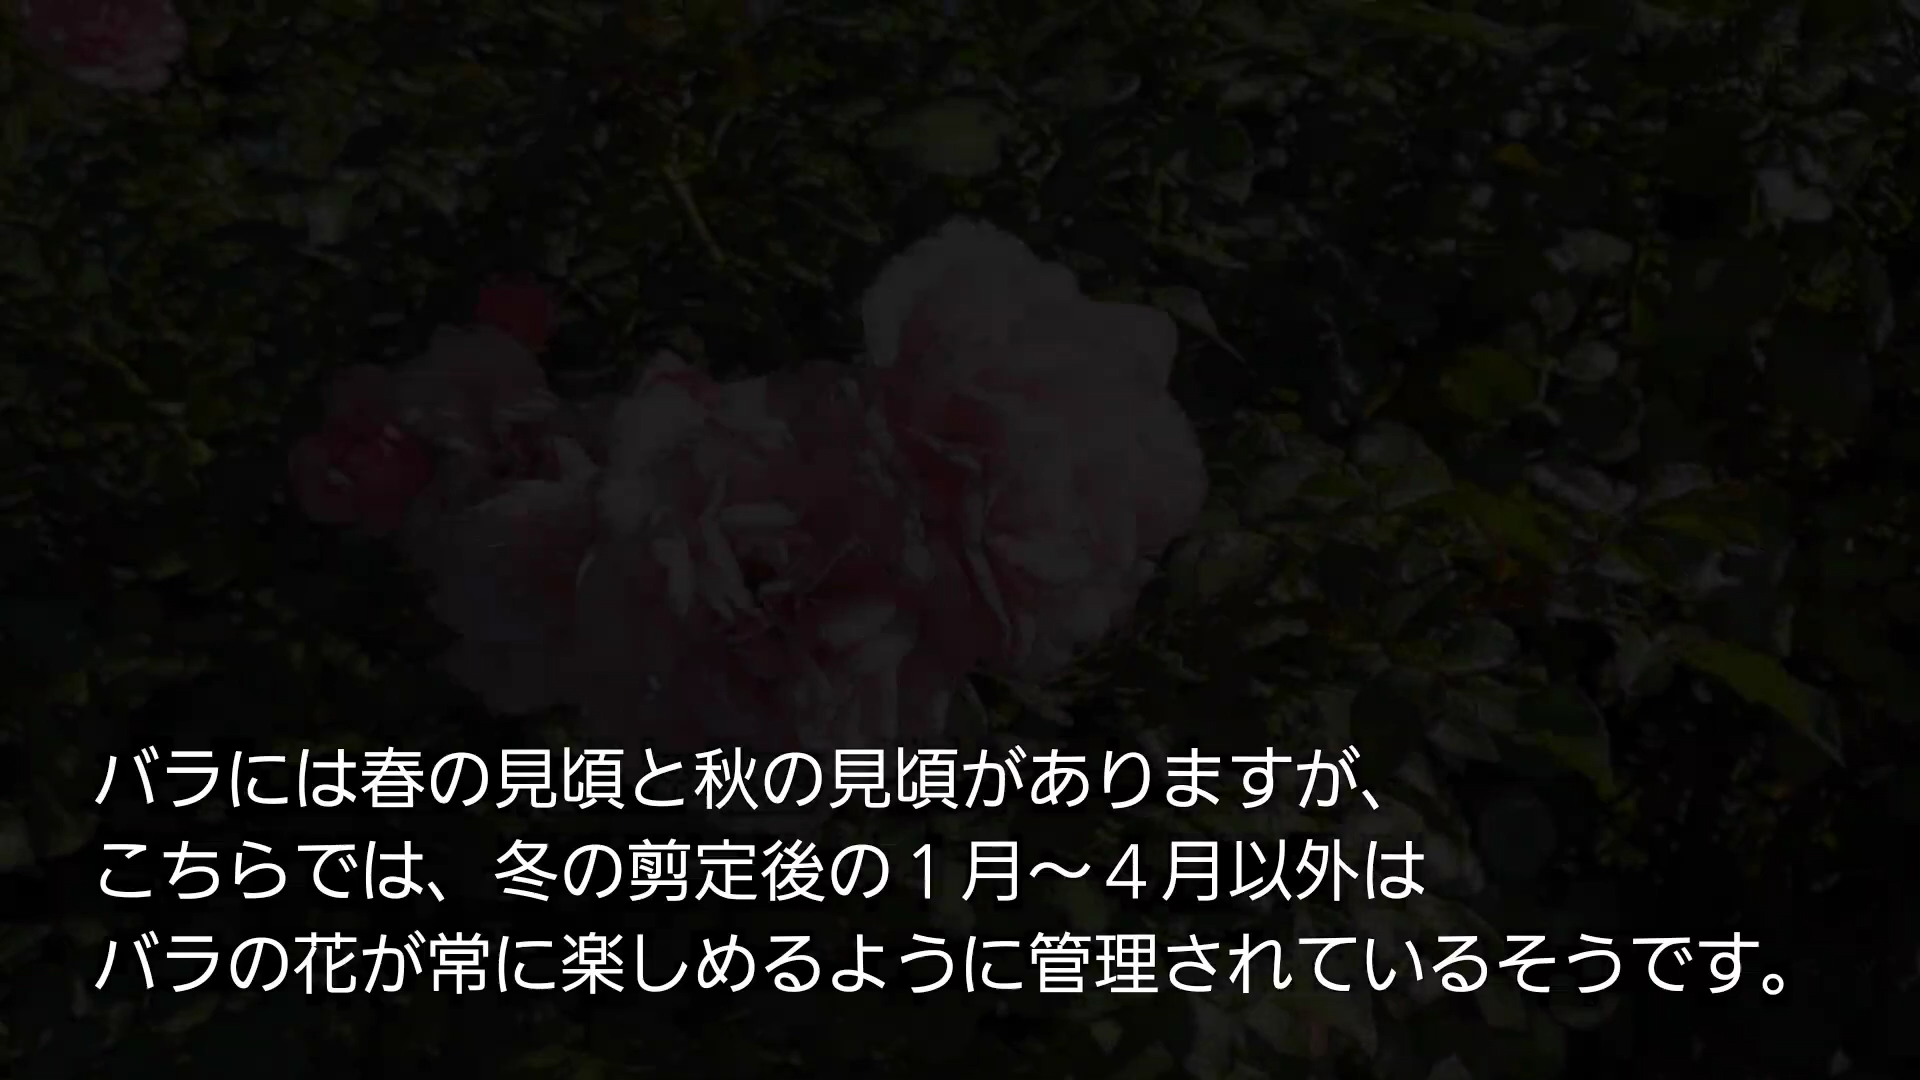 バラには春の見頃と秋の見頃がありますが、
こちらでは、冬の剪定後の１月～４月以外は
バラの花が常に楽しめるように管理されているそうです。